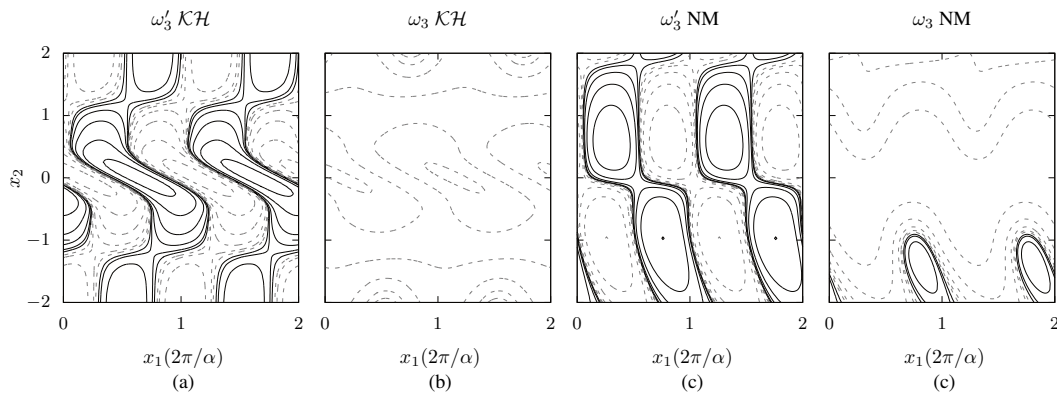 ω′₃ 𝒦ℋ ω₃ 𝒦ℋ ω′₃ NM ω₃ NM
2
1
x₂ 0
−1
−2
0 1 2 0 1 2 0 1 2 0 1 2
x₁(2π/α) x₁(2π/α) x₁(2π/α) x₁(2π/α)
(a) (b) (c) (c)